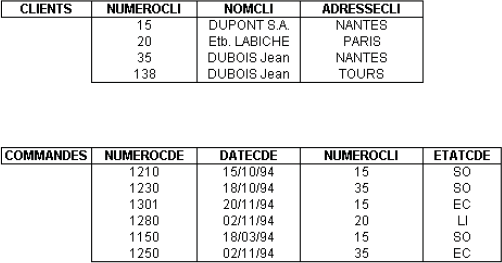 CLIENTS NUMEROCLI NOMCLI ADRESSECLI
15 DUPONT S.A. NANTES
20 Etb. LABICHE PARIS
35 DUBOIS Jean NANTES
138 DUBOIS Jean TOURS
COMMANDES NUMEROCDE DATECDE NUMEROCLI ETATCDE
1210 15/10/94 15 SO
1230 18/10/94 35 SO
1301 20/11/94 15 EC
1280 02/11/94 20 LI
1150 18/03/94 15 SO
1250 02/11/94 35 EC